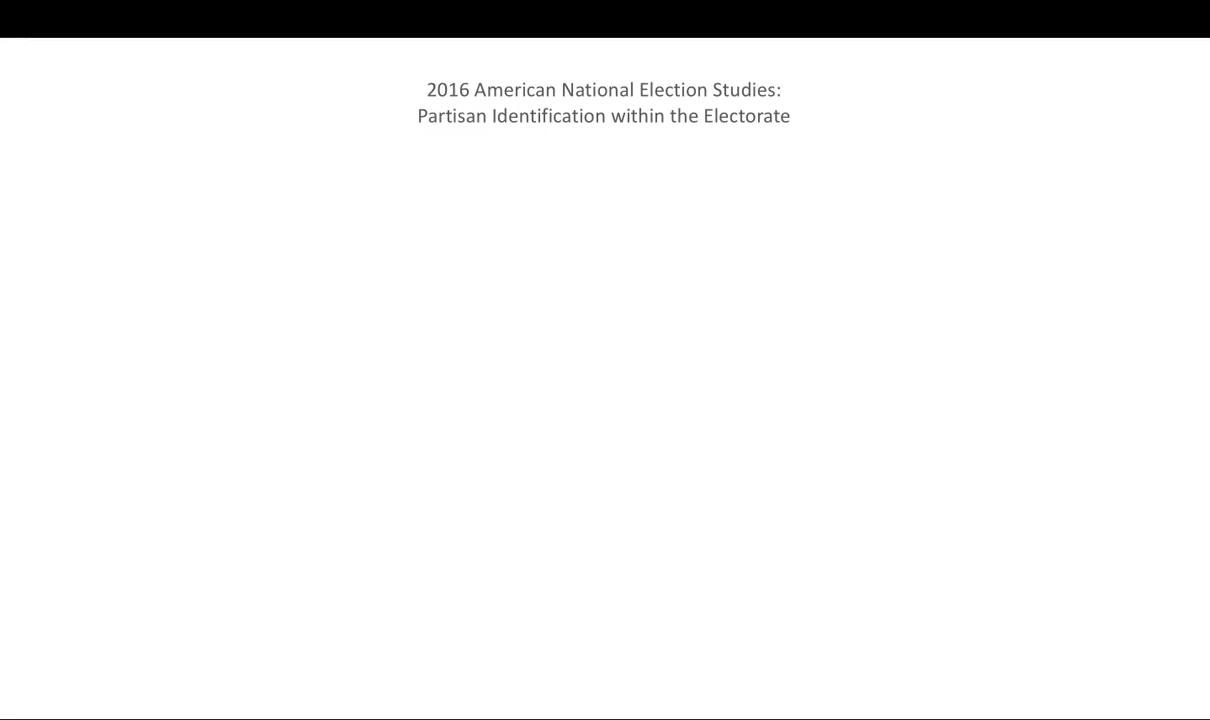 2016 American National Election Studies:
Partisan Identification within the Electorate